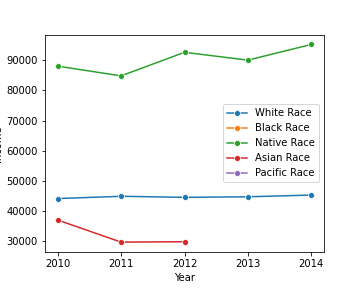 90000
80000
70000
60000
50000
40000
30000
White Race
Black Race
Native Race
Asian Race
Pacific Race
2010 2011 2012 2013 2014
Year